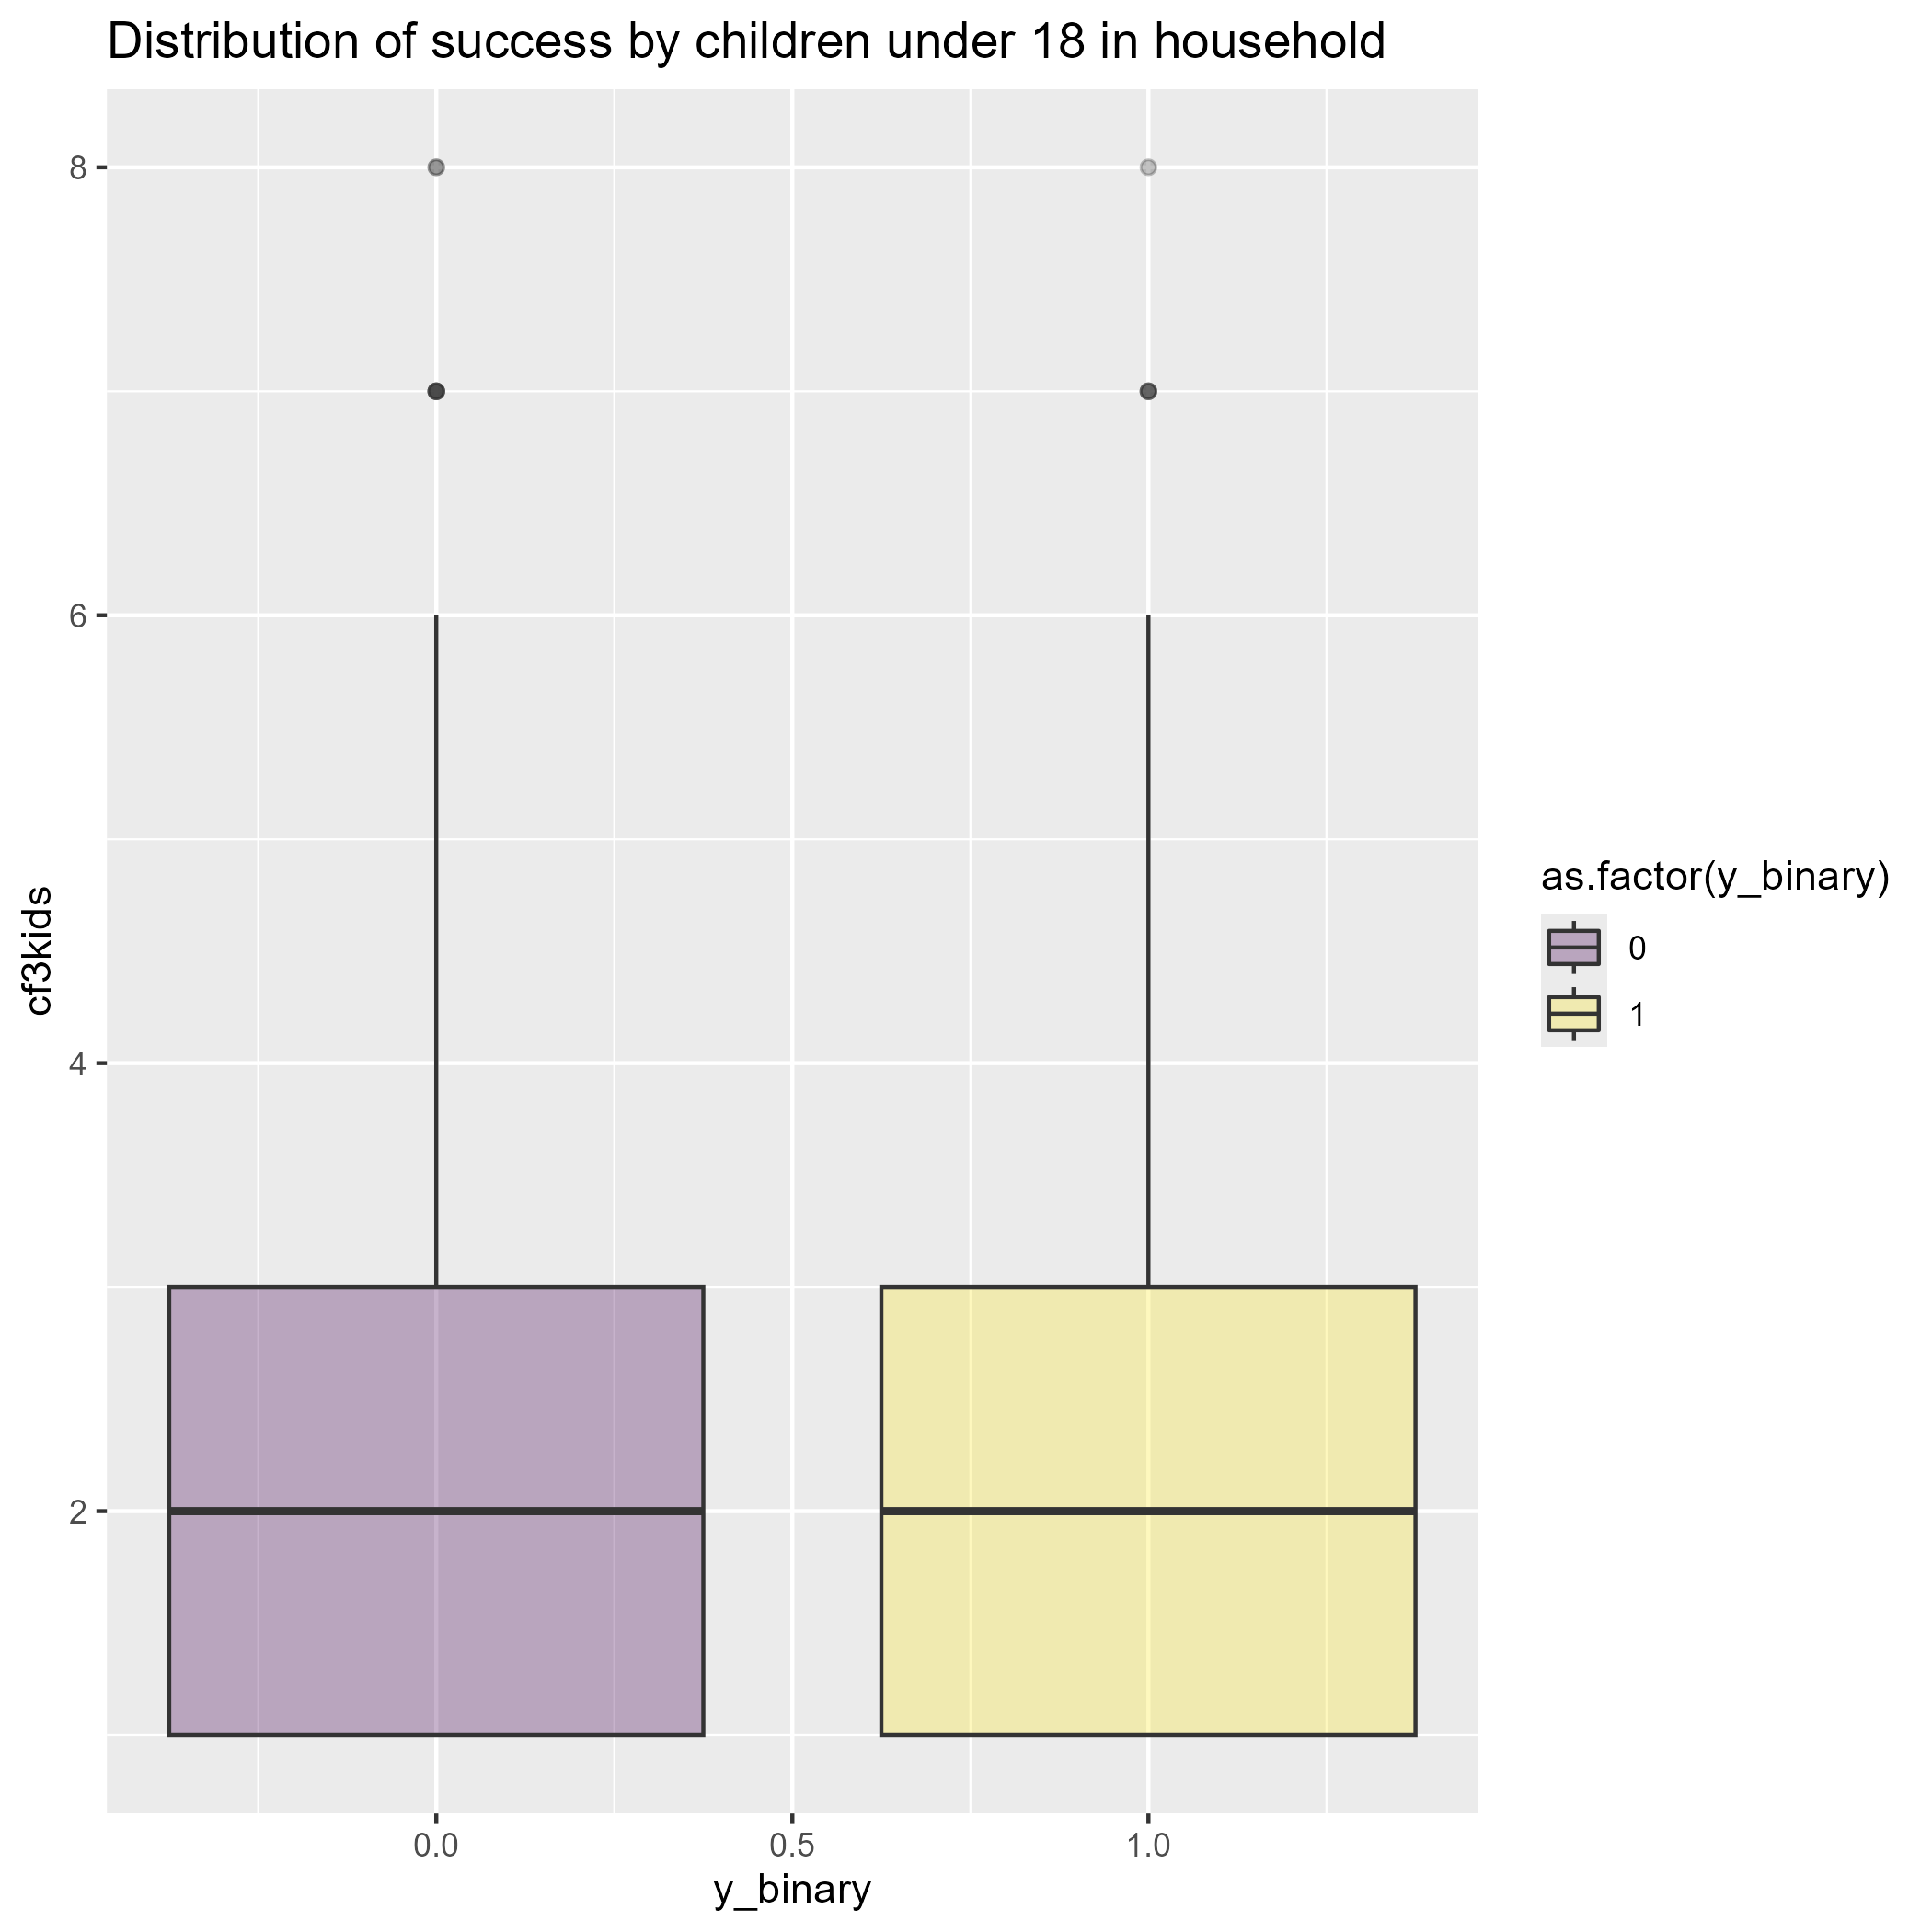 Distribution of success by children under 18 in household
8
6
4
2
cf3kids
0.0
0.5
1.0
y_binary
as.factor(y_binary)
0
1